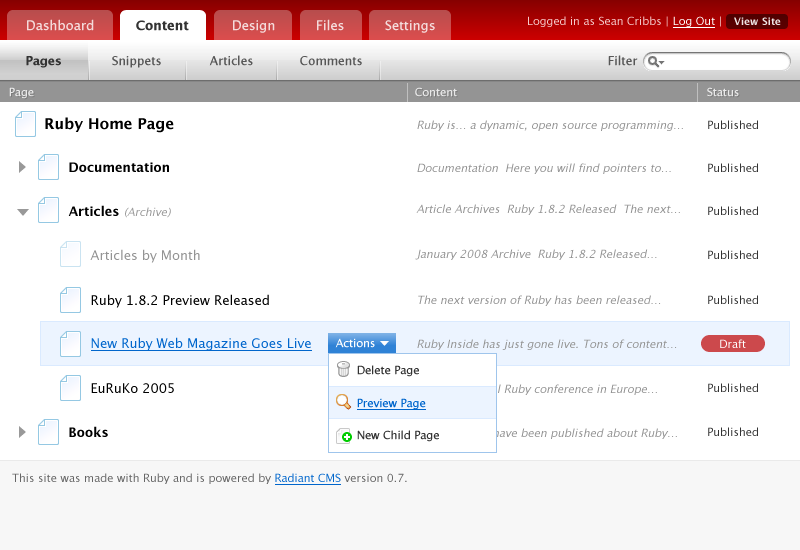 Dashboard Content Design Files Settings Logged in as Sean Cribbs | Log Out | View Site
Pages Snippets Articles Comments Filter
Page Content Status
Ruby Home Page Ruby is... a dynamic, open source programming... Published
Documentation Documentation Here you will find pointers to... Published
Articles (Archive) Article Archives Ruby 1.8.2 Released The next... Published
Articles by Month January 2008 Archive Ruby 1.8.2 Released... Published
Ruby 1.8.2 Preview Released The next version of Ruby has been released... Published
New Ruby Web Magazine Goes Live Actions Ruby Inside has just gone live. Tons of content... Draft
Delete Page
EuRuKo 2005 Ruby conference in Europe... Published
Preview Page
Books have been published about Ruby... Published
New Child Page
This site was made with Ruby and is powered by Radiant CMS version 0.7.